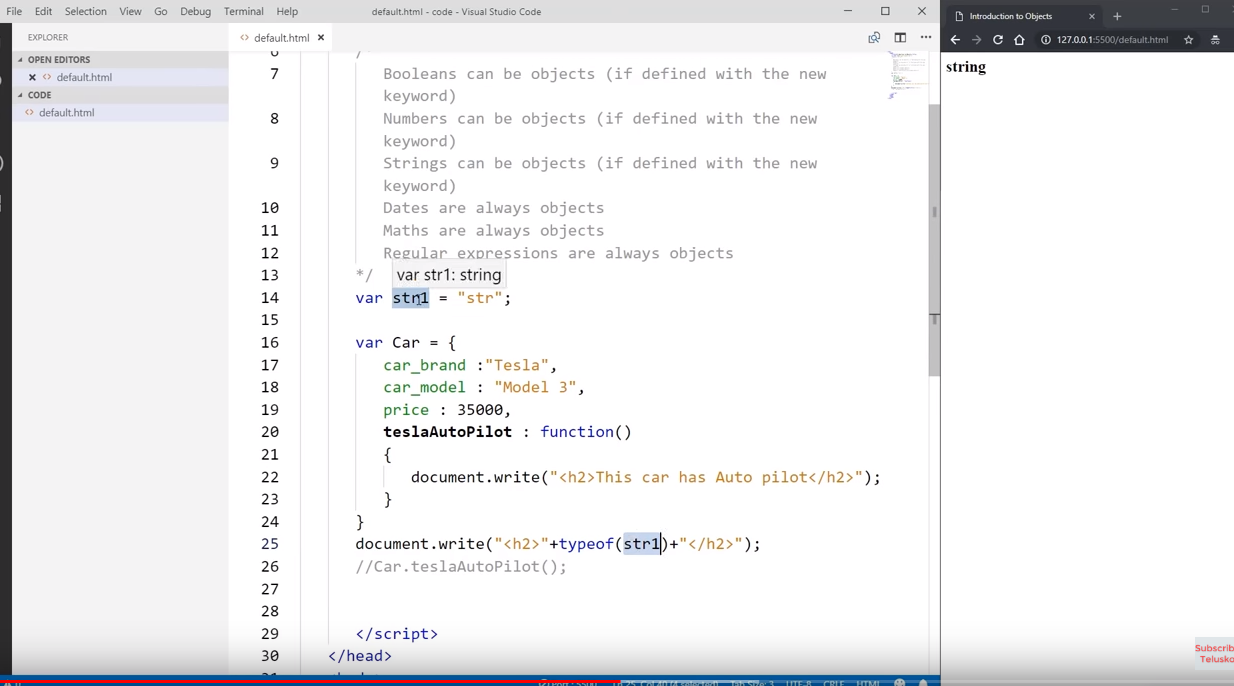 File Edit Selection View Go Debug Terminal Help
default.html - code - Visual Studio Code
Introduction to Objects
127.0.0.1:5500/default.html
EXPLORER
OPEN EDITORS
default.html
CODE
default.html
default.html
6 /*
7 Booleans can be objects (if defined with the new
keyword)
8 Numbers can be objects (if defined with the new
keyword)
9 Strings can be objects (if defined with the new
keyword)
10 Dates are always objects
11 Maths are always objects
12 Regular expressions are always objects
13 */
var str1: string
14 var str1 = "str";
15
16 var Car = {
17 car_brand :"Tesla",
18 car_model : "Model 3",
19 price : 35000,
20 teslaAutoPilot : function()
21 {
22 document.write("<h2>This car has Auto pilot</h2>");
23 }
24 }
25 document.write("<h2>"+typeof(str1)+"</h2>");
26 //Car.teslaAutoPilot();
27
28
29 </script>
30 </head>
string
Subscrib
Telusko